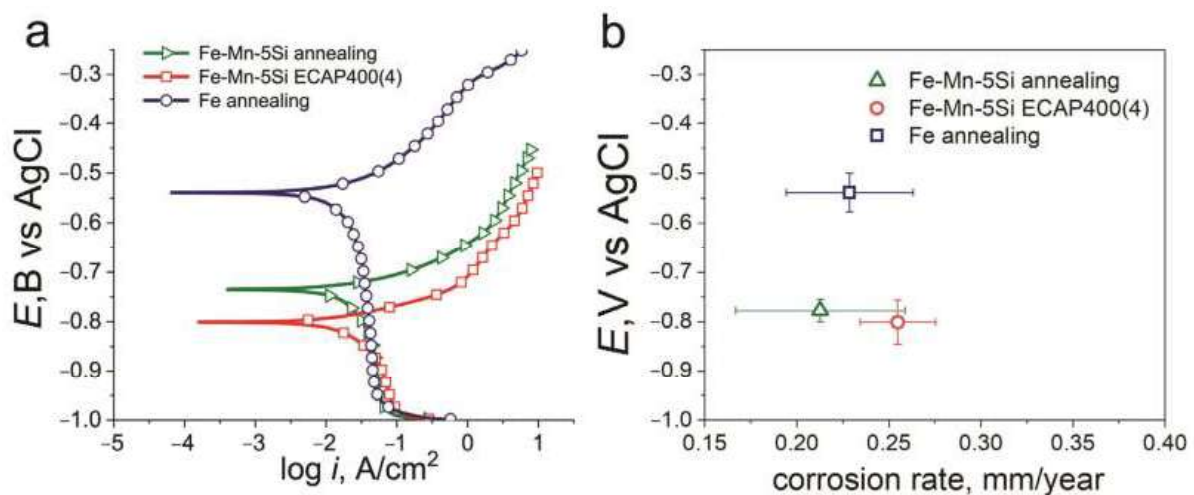 a
Fe-Mn-5Si annealing
Fe-Mn-5Si ECAP400(4)
Fe annealing
E,B vs AgCl
−0.3
−0.4
−0.5
−0.6
−0.7
−0.8
−0.9
−1.0
−5 −4 −3 −2 −1 0 1
log i, A/cm²
b
Fe-Mn-5Si annealing
Fe-Mn-5Si ECAP400(4)
Fe annealing
E,V vs AgCl
−0.3
−0.4
−0.5
−0.6
−0.7
−0.8
−0.9
−1.0
0.15 0.20 0.25 0.30 0.35 0.40
corrosion rate, mm/year